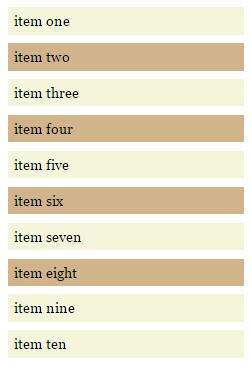 item one
item two
item three
item four
item five
item six
item seven
item eight
item nine
item ten